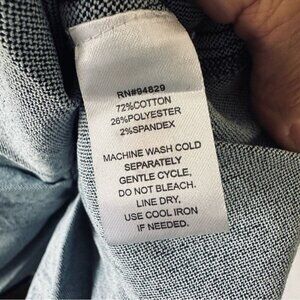 RN#94829
72%COTTON
26%POLYESTER
2%SPANDEX
MACHINE WASH COLD
SEPARATELY
GENTLE CYCLE,
DO NOT BLEACH.
LINE DRY,
USE COOL IRON
IF NEEDED.